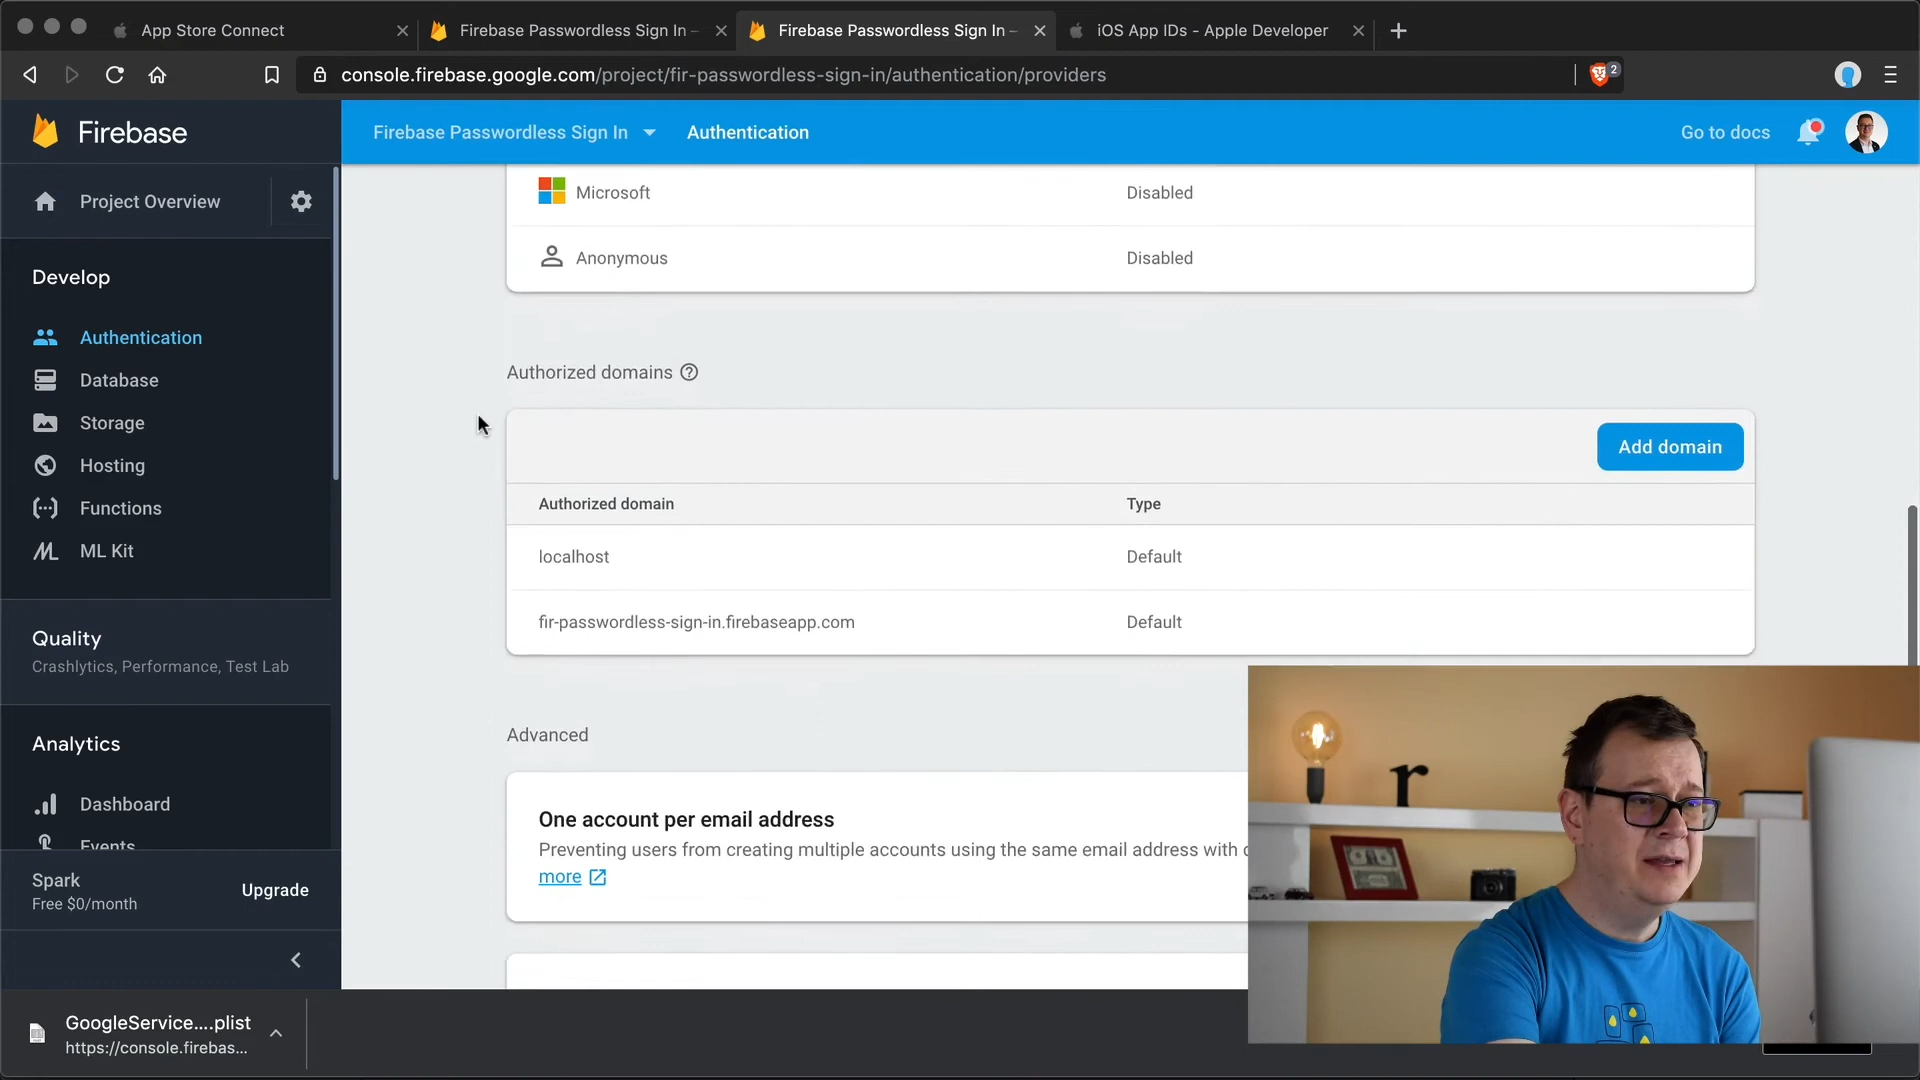 App Store Connect
Firebase Passwordless Sign In -
Firebase Passwordless Sign In -
iOS App IDs - Apple Developer
console.firebase.google.com/project/fir-passwordless-sign-in/authentication/providers
2
Firebase
Firebase Passwordless Sign In
Authentication
Go to docs
Project Overview
Develop
Authentication
Database
Storage
Hosting
Functions
ML Kit
Quality
Crashlytics, Performance, Test Lab
Analytics
Dashboard
Events
Spark
Free $0/month
Upgrade
Microsoft
Disabled
Anonymous
Disabled
Authorized domains
Add domain
Authorized domain
Type
localhost
Default
fir-passwordless-sign-in.firebaseapp.com
Default
Advanced
One account per email address
Preventing users from creating multiple accounts using the same email address with
more
r
GoogleService....plist
https://console.firebas...